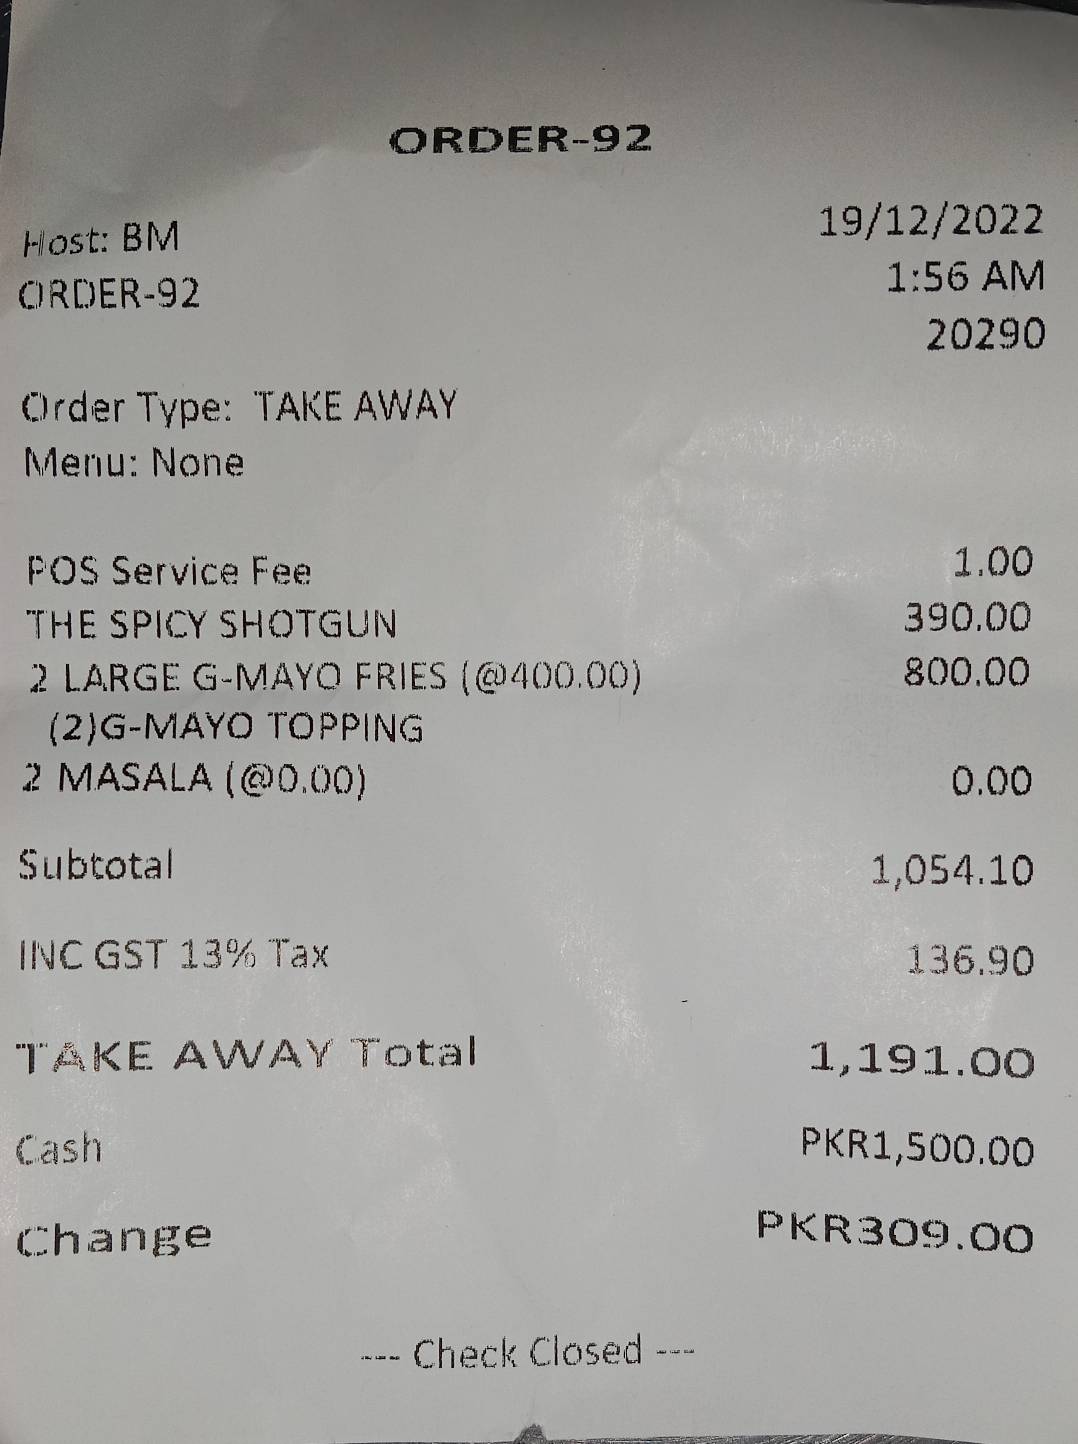 ORDER-92
Host: BM 19/12/2022
ORDER-92 1:56 AM
20290
Order Type: TAKE AWAY
Menu: None
POS Service Fee 1.00
THE SPICY SHOTGUN 390.00
2 LARGE G-MAYO FRIES (@400.00) 800.00
(2)G-MAYO TOPPING
2 MASALA (@0.00) 0.00
Subtotal 1,054.10
INC GST 13% Tax 136.90
TAKE AWAY Total 1,191.00
Cash PKR1,500.00
Change PKR309.00
--- Check Closed ---